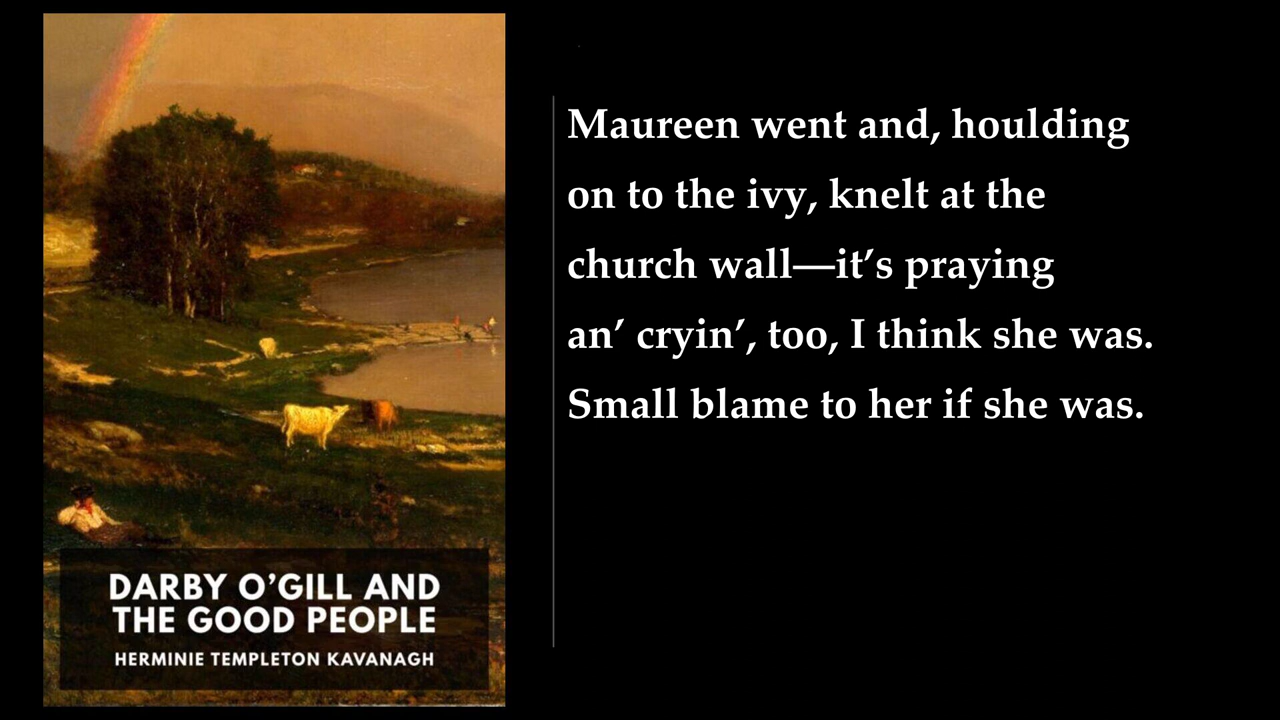 Maureen went and, houlding
on to the ivy, knelt at the
church wall—it’s praying
an’ cryin’, too, I think she was.
Small blame to her if she was.
DARBY O’GILL AND
THE GOOD PEOPLE
HERMINIE TEMPLETON KAVANAGH